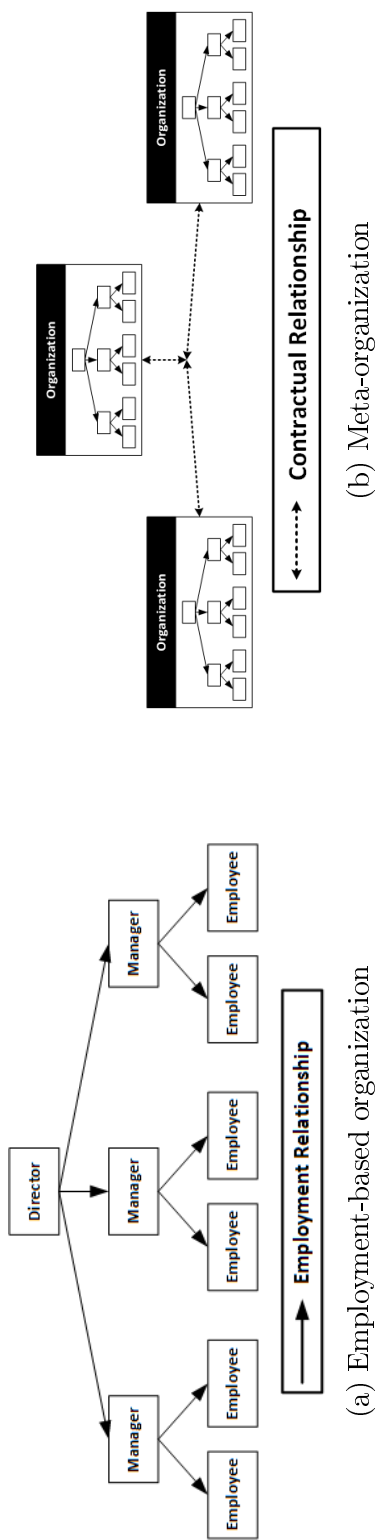 Director
Manager
Manager
Manager
Employee
Employee
Employee
Employee
Employee
Employee
Employment Relationship
(a) Employment-based organization
Organization
Organization
Organization
Contractual Relationship
(b) Meta-organization